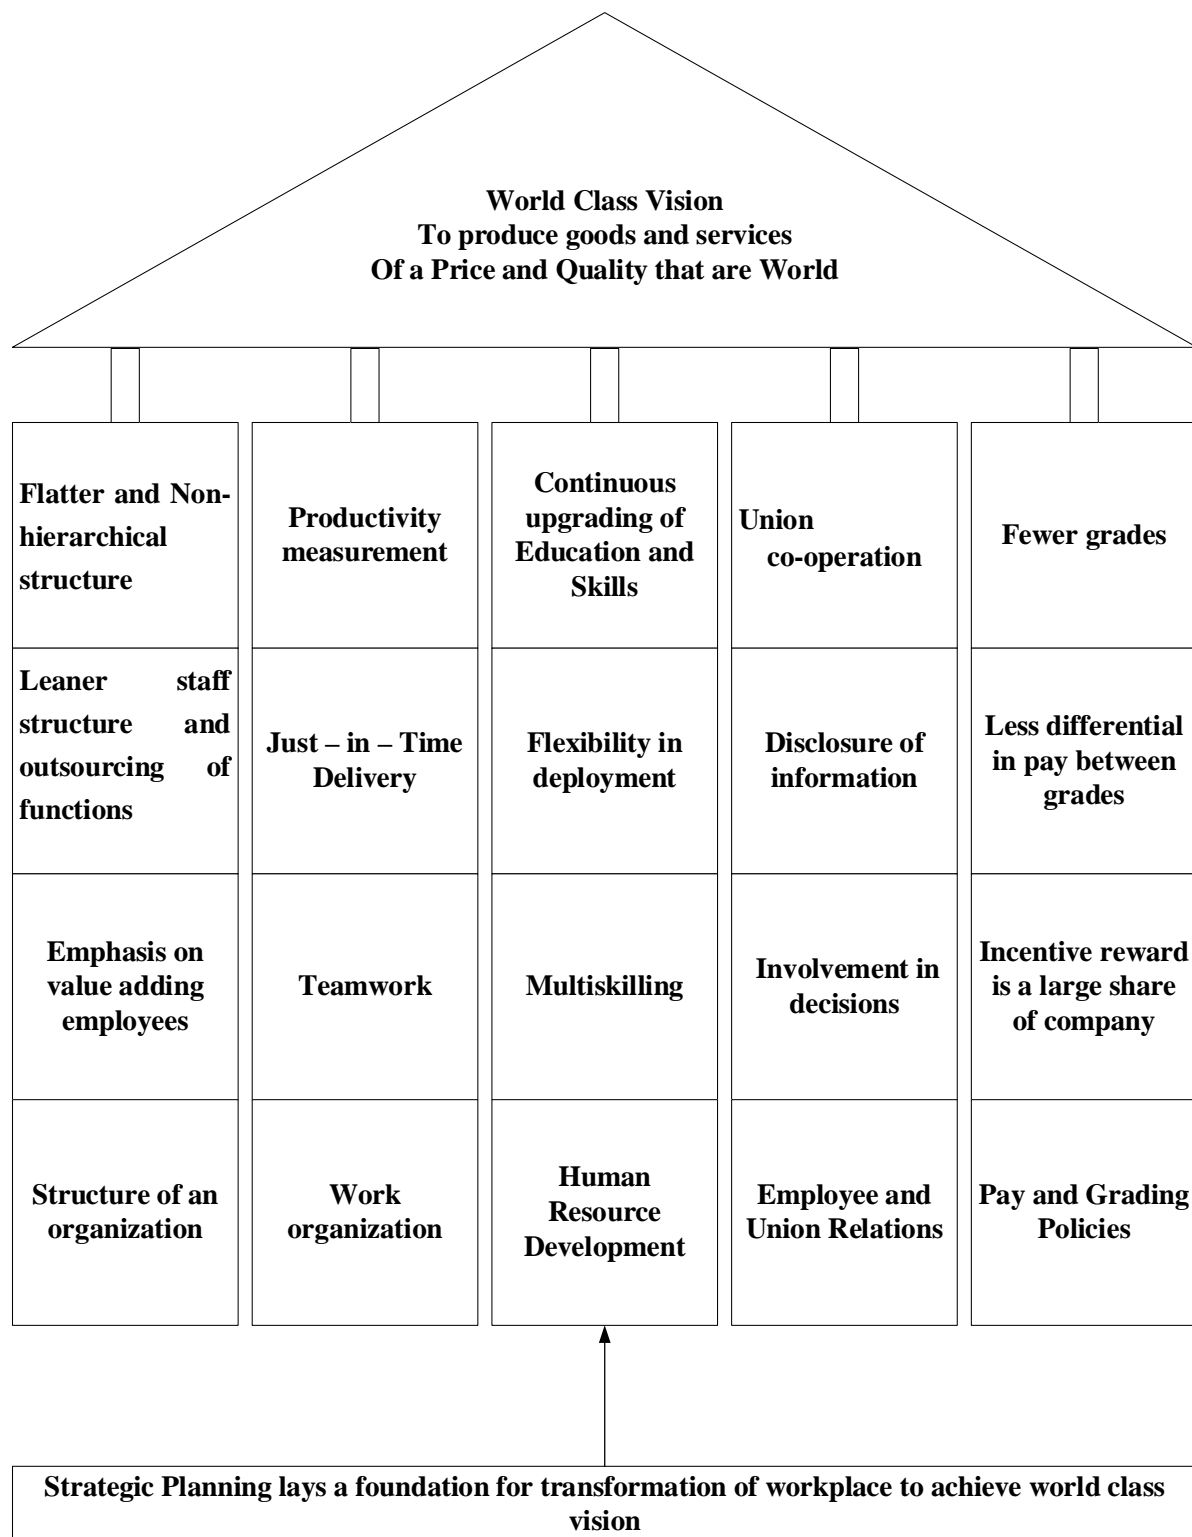 World Class Vision
To produce goods and services
Of a Price and Quality that are World
Flatter and Non-
hierarchical
structure
Productivity
measurement
Continuous
upgrading of
Education and
Skills
Union
co-operation
Fewer grades
Leaner staff
structure and
outsourcing of
functions
Just – in – Time
Delivery
Flexibility in
deployment
Disclosure of
information
Less differential
in pay between
grades
Emphasis on
value adding
employees
Teamwork
Multiskilling
Involvement in
decisions
Incentive reward
is a large share
of company
Structure of an
organization
Work
organization
Human
Resource
Development
Employee and
Union Relations
Pay and Grading
Policies
Strategic Planning lays a foundation for transformation of workplace to achieve world class
vision